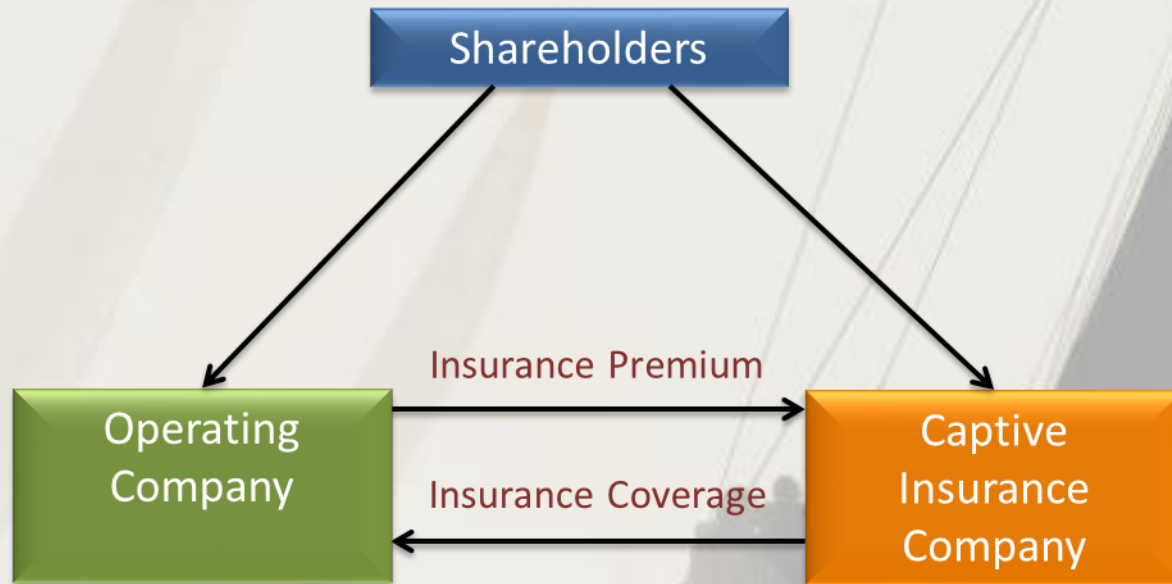 Shareholders
Insurance Premium
Operating
Company
Captive
Insurance
Company
Insurance Coverage